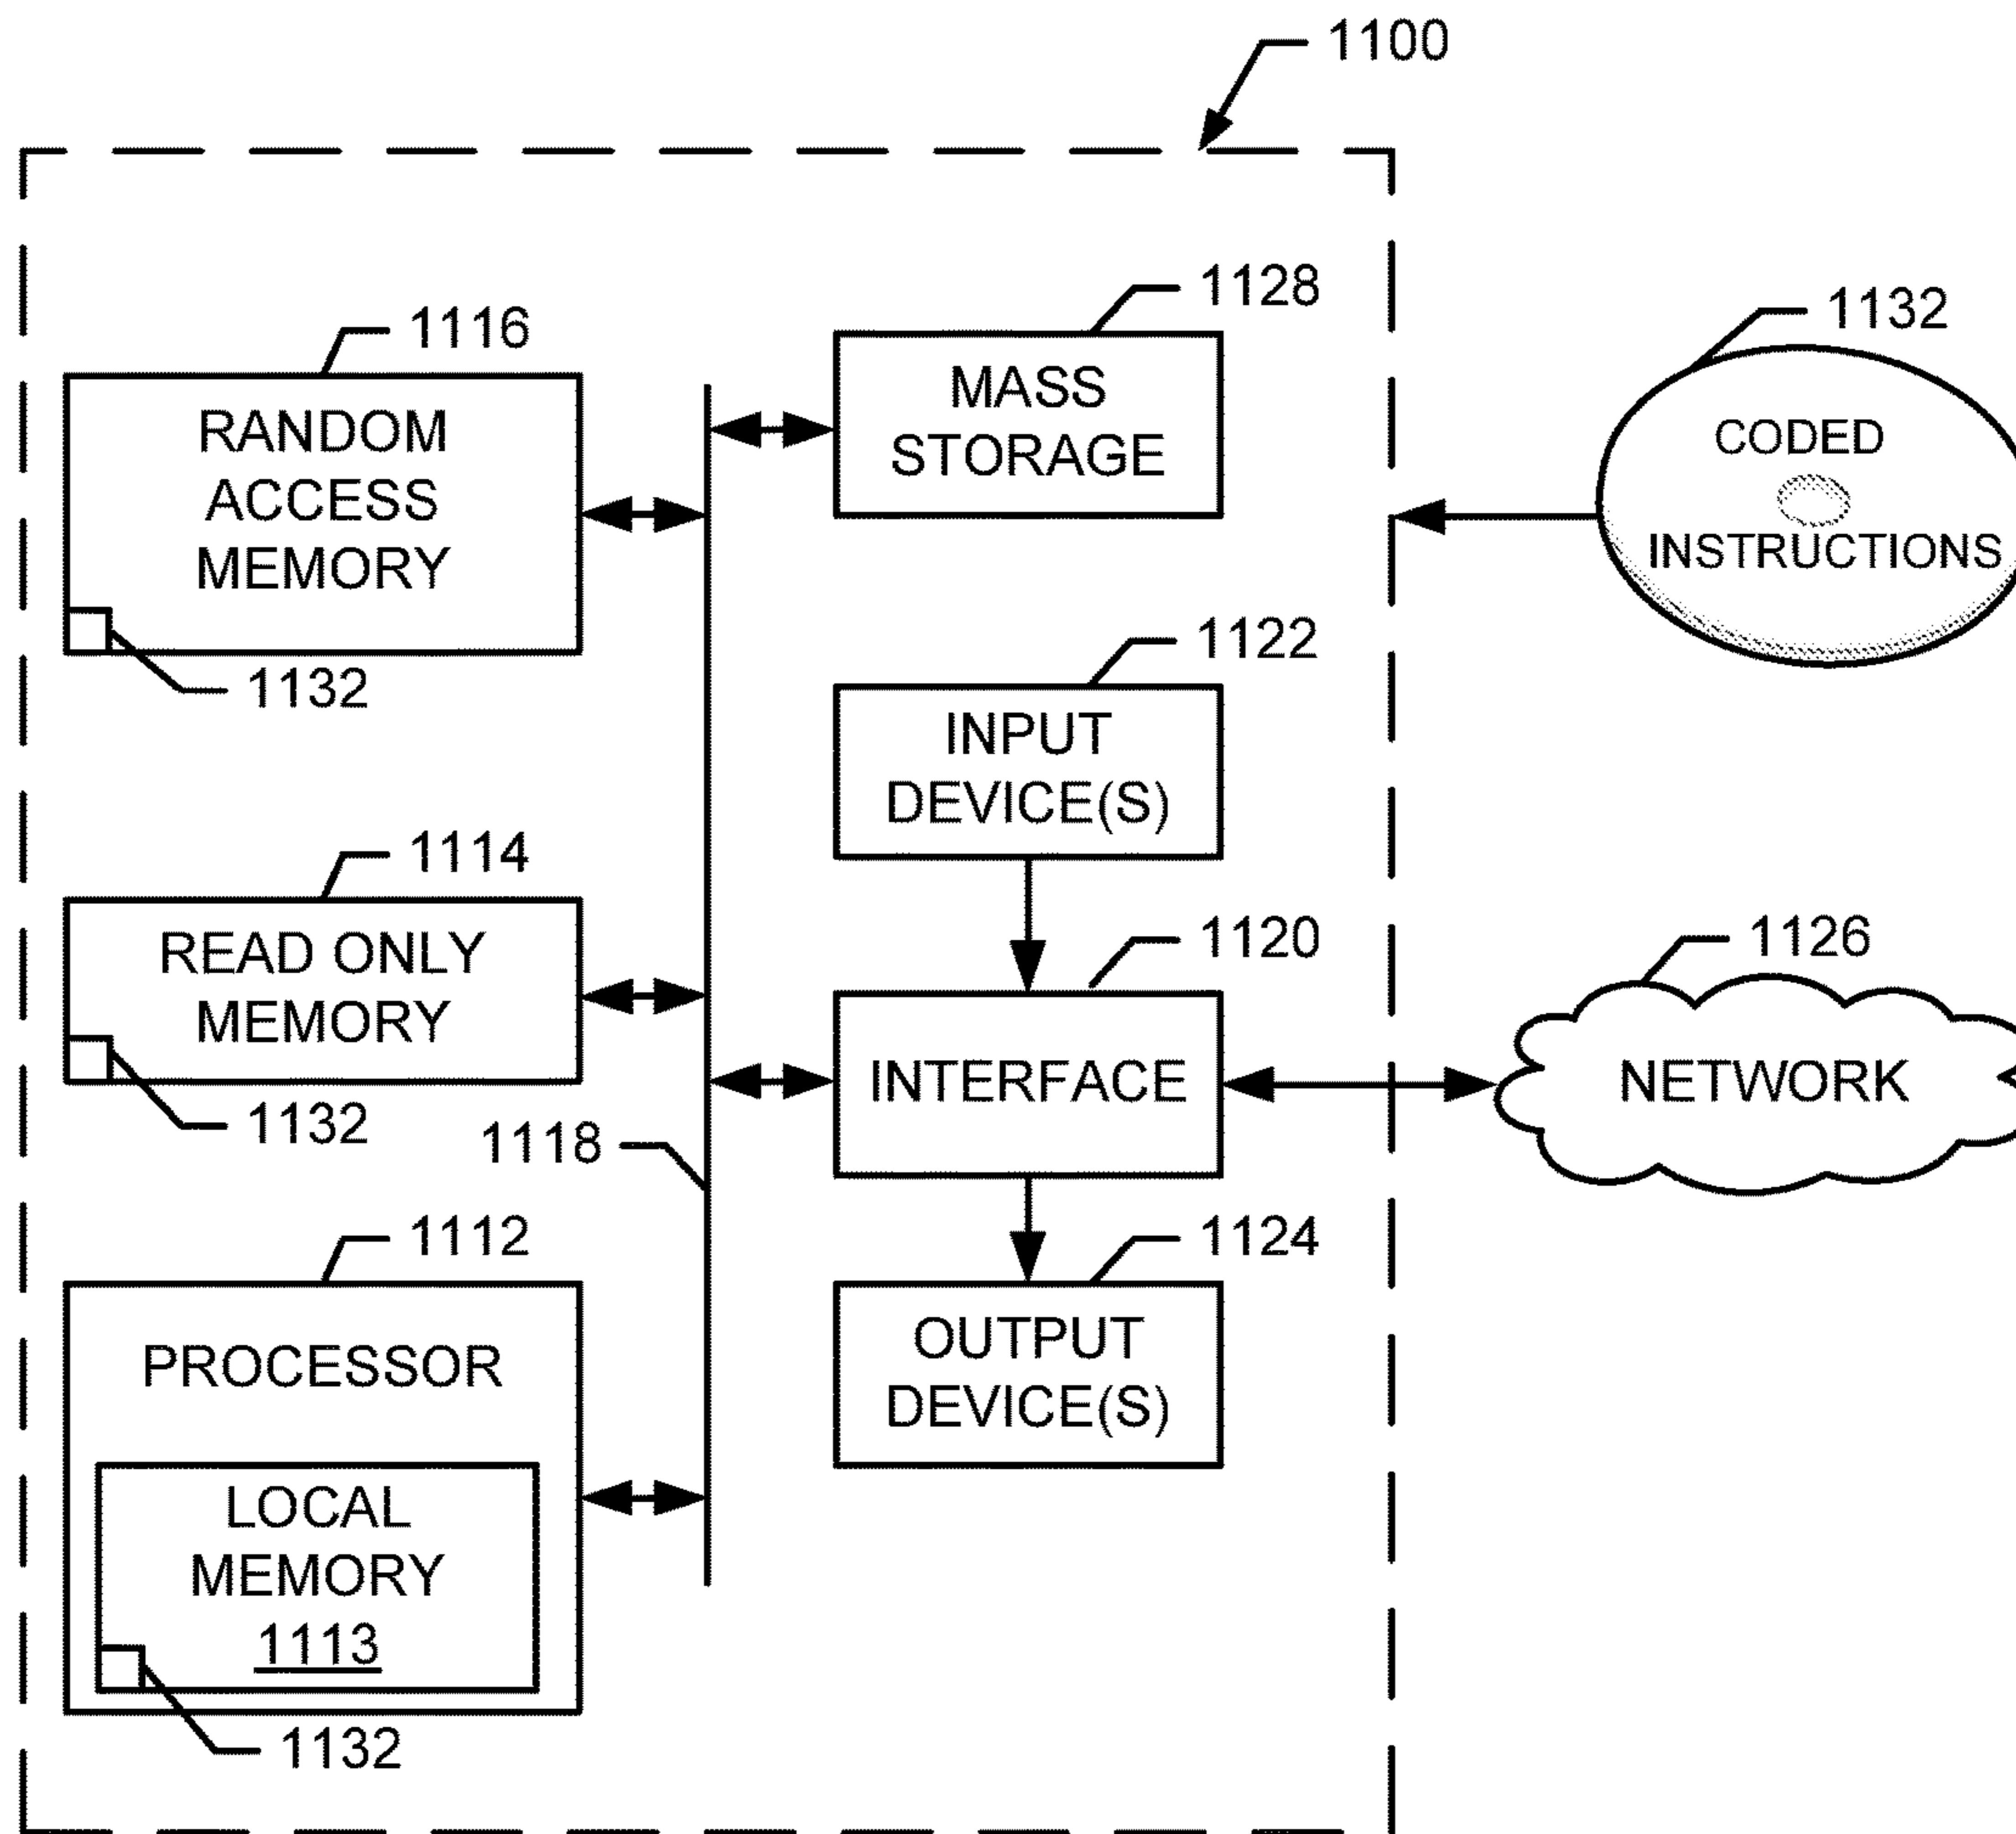 1100
1128
1116
1132
MASS
STORAGE
RANDOM
ACCESS
MEMORY
CODED
INSTRUCTIONS
1132
1122
INPUT
DEVICE(S)
1114
READ ONLY
MEMORY
1120
1126
INTERFACE
NETWORK
1132
1118
1112
1124
PROCESSOR
OUTPUT
DEVICE(S)
LOCAL
MEMORY
1113
1132